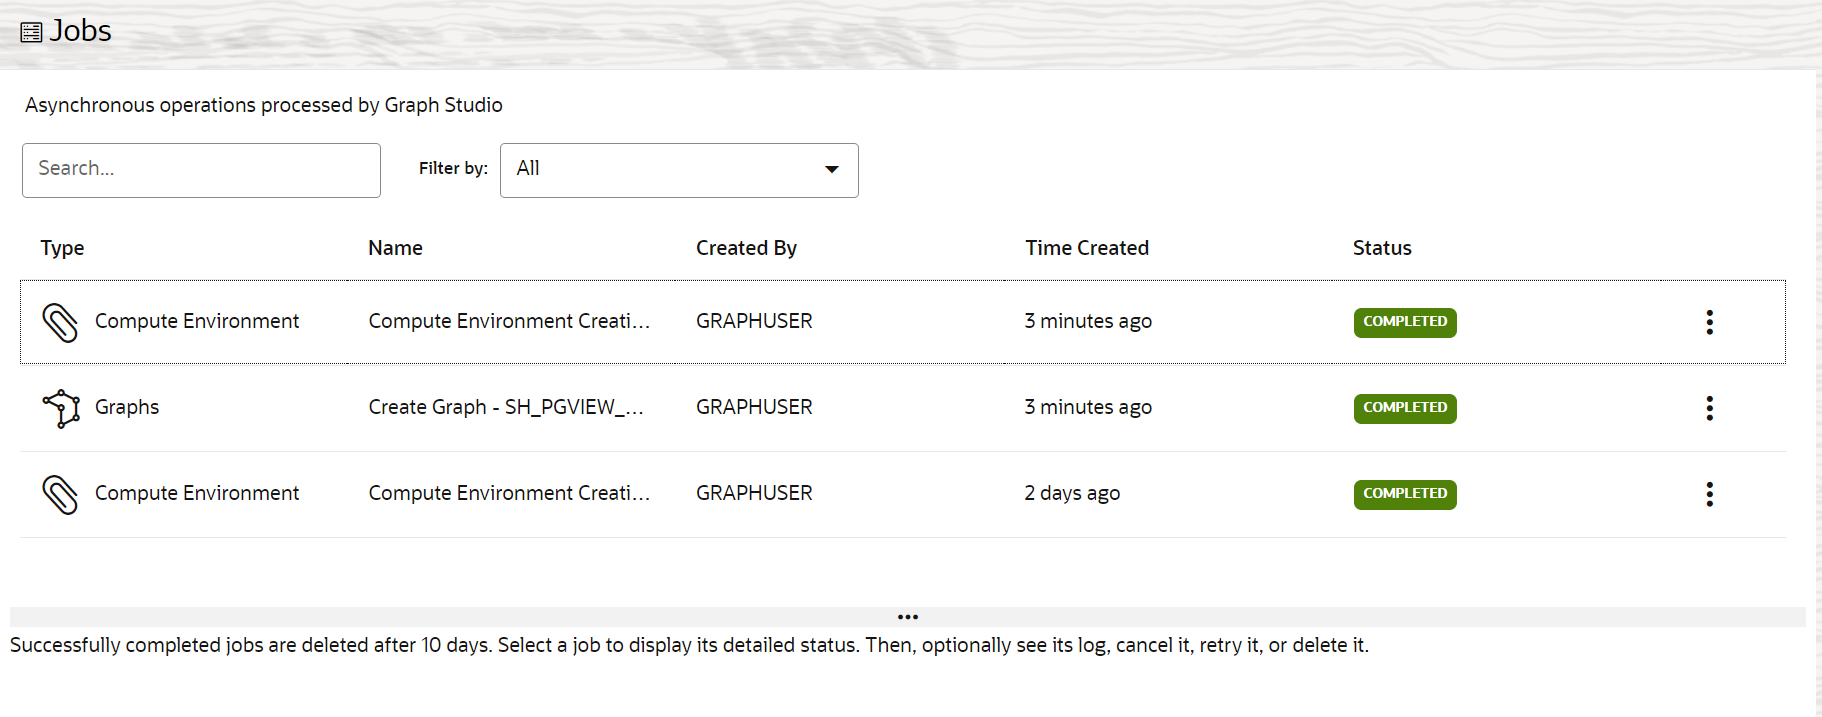 Jobs
Asynchronous operations processed by Graph Studio
Search...
Filter by:
All
Type Name Created By Time Created Status
Compute Environment Compute Environment Creati... GRAPHUSER 3 minutes ago COMPLETED
Graphs Create Graph - SH_PGVIEW_... GRAPHUSER 3 minutes ago COMPLETED
Compute Environment Compute Environment Creati... GRAPHUSER 2 days ago COMPLETED
Successfully completed jobs are deleted after 10 days. Select a job to display its detailed status. Then, optionally see its log, cancel it, retry it, or delete it.